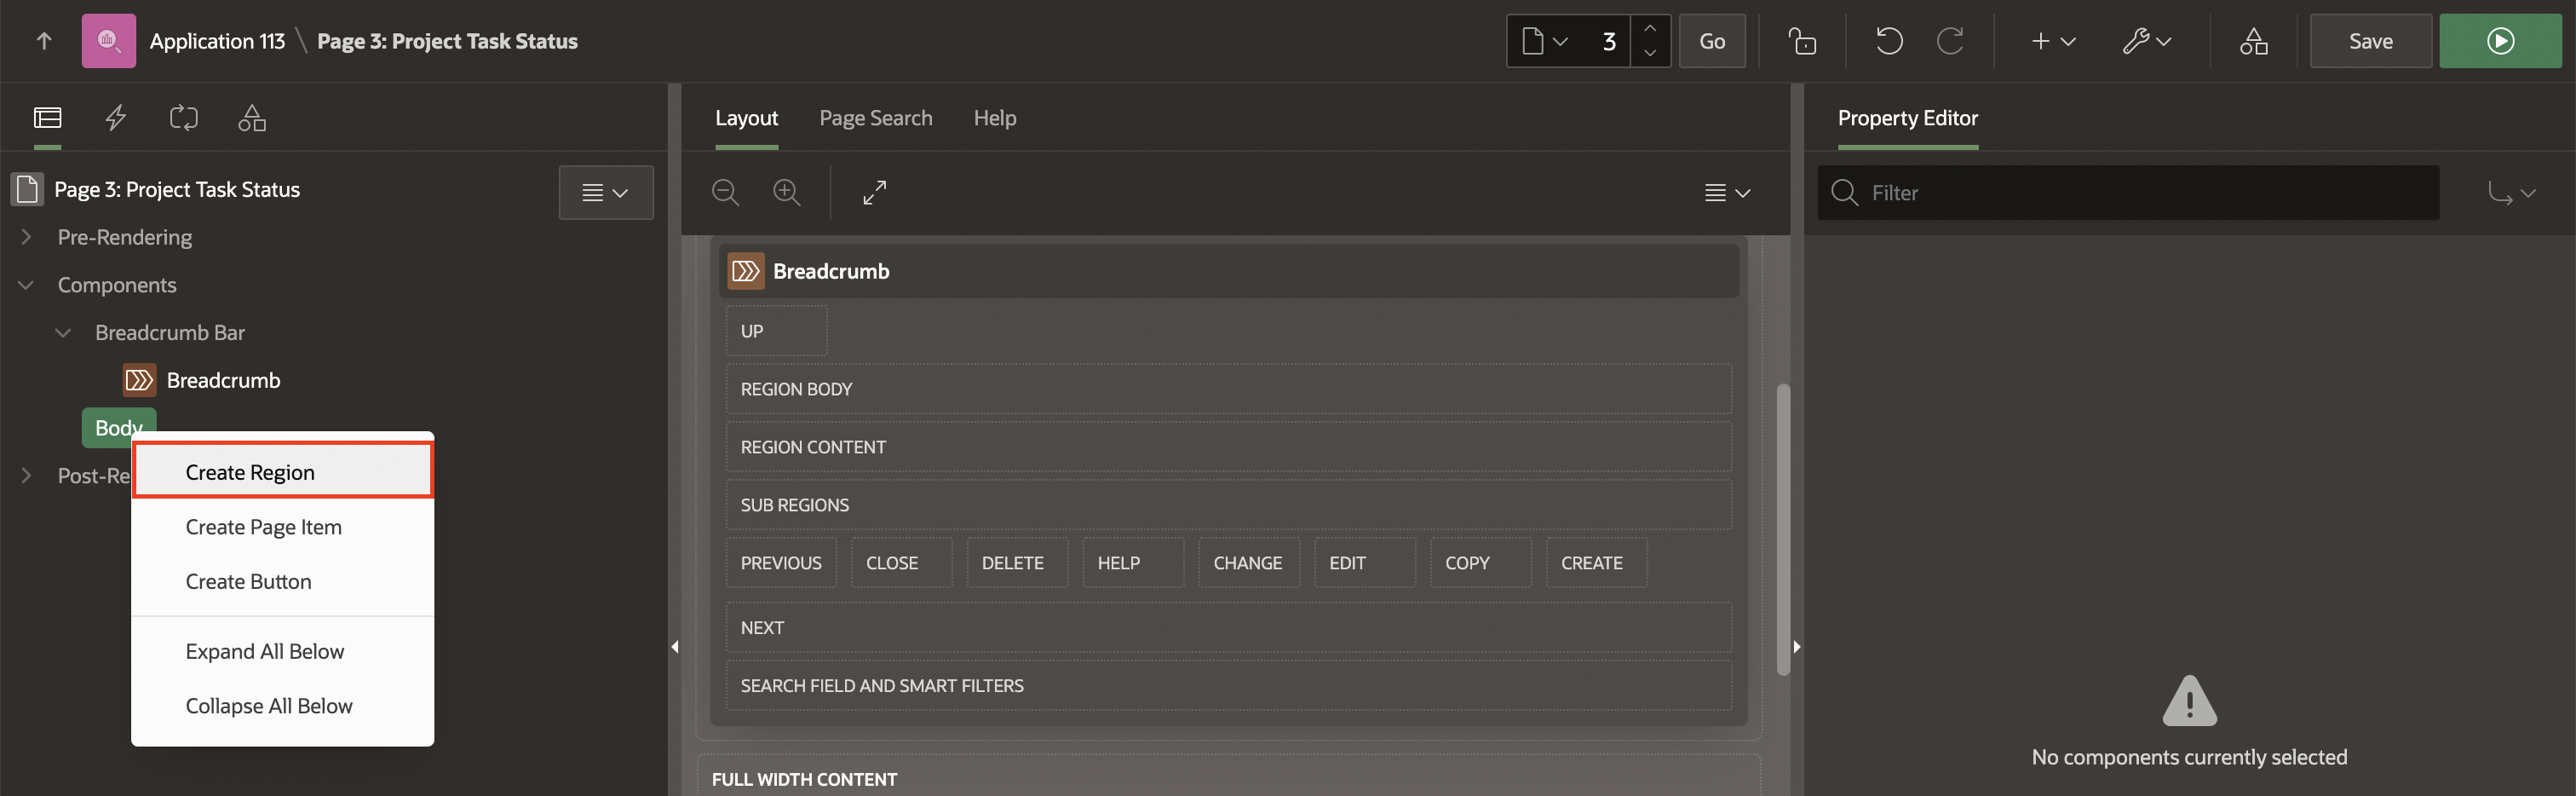 Application 113 \ Page 3: Project Task Status
3
Go
Save
Layout
Page Search
Help
Property Editor
Page 3: Project Task Status
Filter
Pre-Rendering
Components
Breadcrumb Bar
Breadcrumb
Body
Post-Re
Create Region
Create Page Item
Create Button
Expand All Below
Collapse All Below
Breadcrumb
UP
REGION BODY
REGION CONTENT
SUB REGIONS
PREVIOUS CLOSE DELETE HELP CHANGE EDIT COPY CREATE
NEXT
SEARCH FIELD AND SMART FILTERS
FULL WIDTH CONTENT
No components currently selected